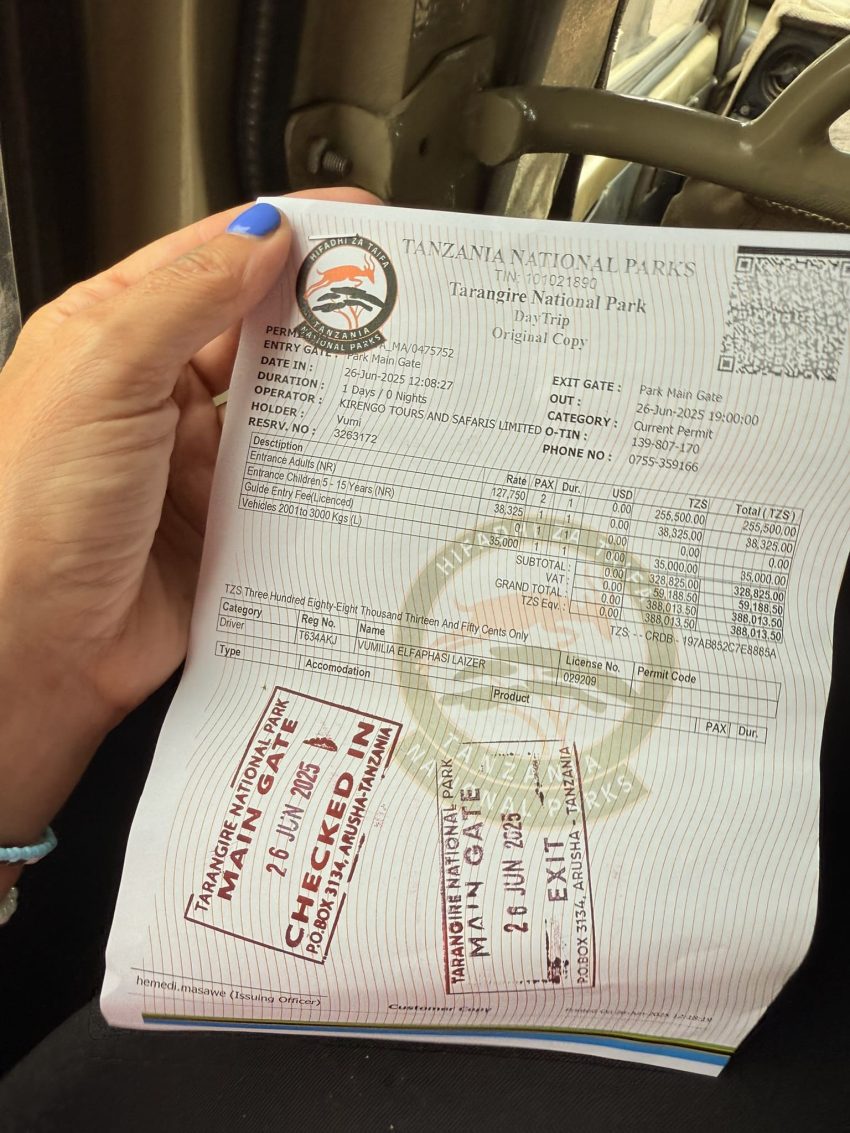 HIFADHI ZA TAIFA
TANZANIA
NATIONAL PARKS
TANZANIA NATIONAL PARKS
TIN: 101021890
Tarangire National Park
DayTrip
Original Copy
MA/0475752
ENTRY GATE : Park Main Gate
DATE IN : 26-Jun-2025 12:08:27
DURATION : 1 Days / 0 Nights
OPERATOR : KIRENGO TOURS AND SAFARIS LIMITED
HOLDER : Vumi
RESRV. NO : 3263172
EXIT GATE : Park Main Gate
OUT : 26-Jun-2025 19:00:00
CATEGORY : Current Permit
O-TIN : 139-807-170
PHONE NO : 0755-359166
Desctiption Rate PAX Dur. USD TZS Total ( TZS )
Entrance Adults (NR) 127,750 2 1 0.00 255,500.00 255,500.00
Entrance Children 5 - 15 Years (NR) 38,325 1 1 0.00 38,325.00 38,325.00
Guide Entry Fee(Licenced) 0 1 1 0.00 0.00 0.00
Vehicles 2001to 3000 Kgs (L) 35,000 1 1 0.00 35,000.00 35,000.00
SUBTOTAL : 0.00 328,825.00 328,825.00
VAT : 0.00 59,188.50 59,188.50
GRAND TOTAL : 0.00 388,013.50 388,013.50
TZS Eqv. : 0.00 388,013.50 388,013.50
TZS Three Hundred Eighty-Eight Thousand Thirteen And Fifty Cents Only
TZS - - CRDB - 197AB852C7E8885A
Category Reg No. Name License No. Permit Code
Driver T634AKJ VUMILIA ELFAPHASI LAIZER 029209
Type Accomodation Product PAX Dur.
HIFADHI ZA TAIFA
TANZANIA
NATIONAL PARKS
TARANGIRE NATIONAL PARK
MAIN GATE
26 JUN 2025
CHECKED IN
P.O.BOX 3134, ARUSHA-TANZANIA
TARANGIRE NATIONAL PARK
MAIN GATE
26 JUN 2025
EXIT
P.O.BOX 3134, ARUSHA - TANZANIA
hemedi.masawe (Issuing Officer)
Customer Copy